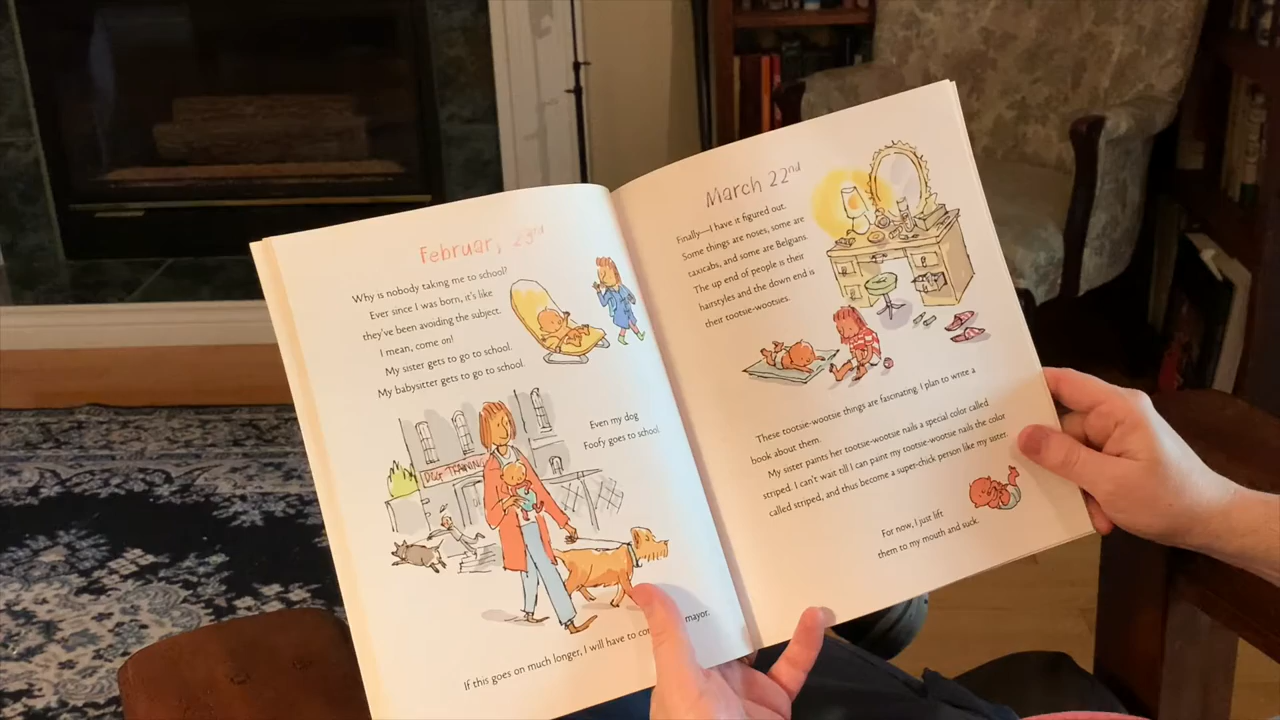 February 23rd
Why is nobody taking me to school?
Ever since I was born, it's like
they've been avoiding the subject.
I mean, come on!
My sister gets to go to school.
My babysitter gets to go to school.
DOG TRAINING
Even my dog
Foofy goes to school.
If this goes on much longer, I will have to mayor.
March 22nd
Finally—I have it figured out.
Some things are noses, some are
taxicabs, and some are Belgians.
The up end of people is their
hairstyles and the down end is
their tootsie-wootsies.
These tootsie-wootsie things are fascinating. I plan to write a
book about them.
My sister paints her tootsie-wootsie nails a special color called
striped. I can't wait till I can paint my tootsie-wootsie nails the color
called striped, and thus become a super-chick person like my sister.
For now, I just lift
them to my mouth and suck.